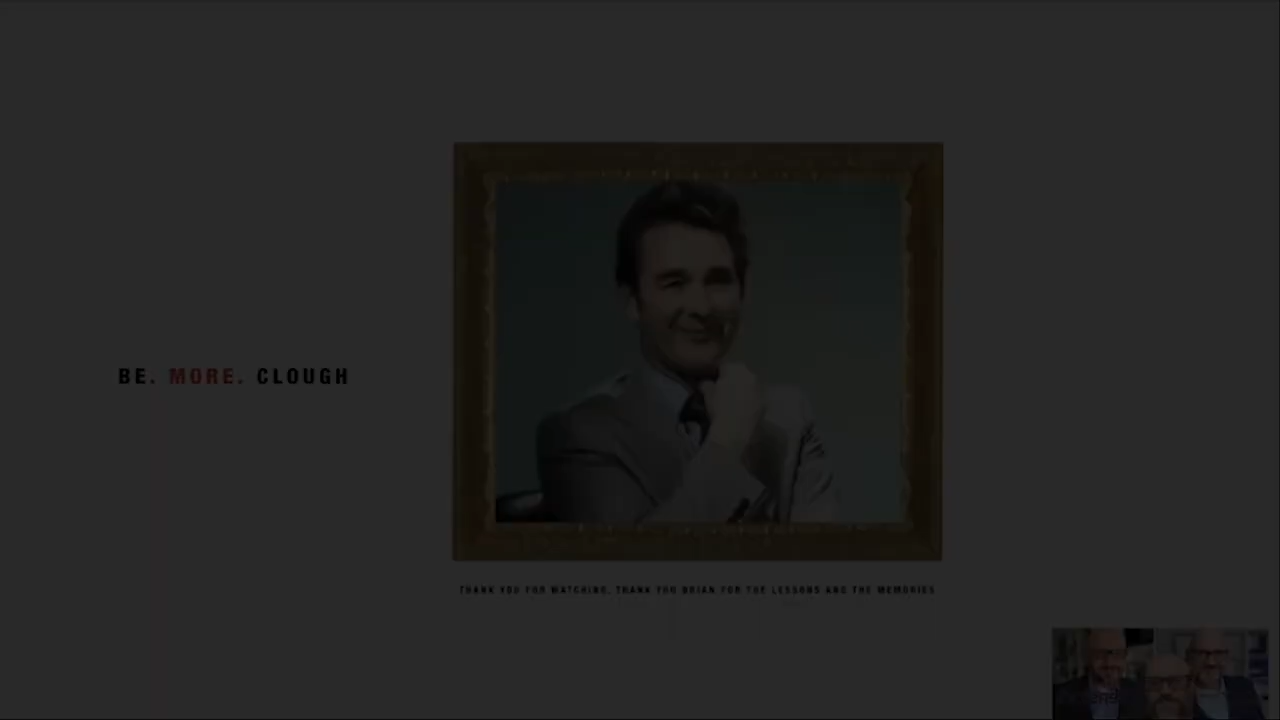 BE. MORE. CLOUGH
THANK YOU FOR WATCHING. THANK YOU BRIAN FOR THE LESSONS AND THE MEMORIES